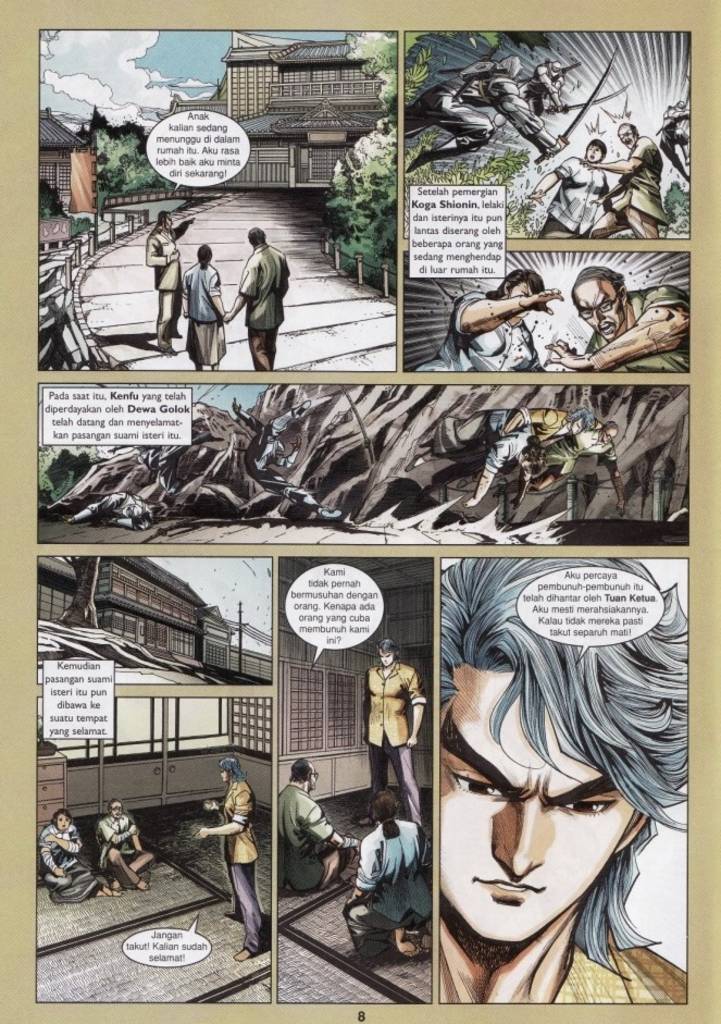 Anak
kalian sedang
menunggu di dalam
rumah itu. Aku rasa
lebih baik aku minta
diri sekarang!
Setelah pemergian
Koga Shionin, lelaki
dan isterinya itu pun
lantas diserang oleh
beberapa orang yang
sedang menghendap
di luar rumah itu.
Pada saat itu, Kenfu yang telah
diperdayakan oleh Dewa Golok
telah datang dan menyelamat-
kan pasangan suami isteri itu.
Kemudian
pasangan suami
isteri itu pun
dibawa ke
suatu tempat
yang selamat.
Jangan
takut! Kalian sudah
selamat!
Kami
tidak pernah
bermusuhan dengan
orang. Kenapa ada
orang yang cuba
membunuh kami
ini?
Aku percaya
pembunuh-pembunuh itu
telah dihantar oleh Tuan Ketua.
Aku mesti merahsiakannya.
Kalau tidak mereka pasti
takut separuh mati!
8